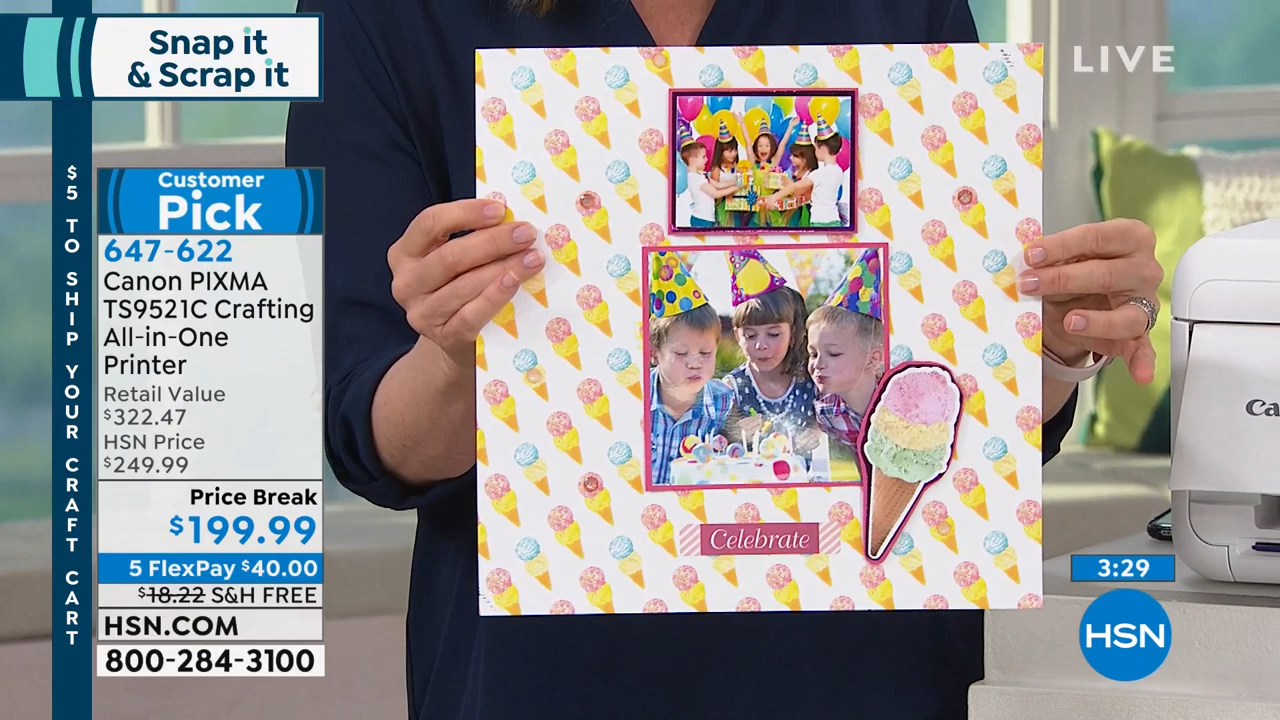 Snap it
& Scrap it
$5 TO SHIP YOUR CRAFT CART
Customer
Pick
647-622
Canon PIXMA
TS9521C Crafting
All-in-One
Printer
Retail Value
$322.47
HSN Price
$249.99
Price Break
$199.99
5 FlexPay $40.00
$18.22 S&H FREE
HSN.COM
800-284-3100
LIVE
Celebrate
Ca
3:29
HSN